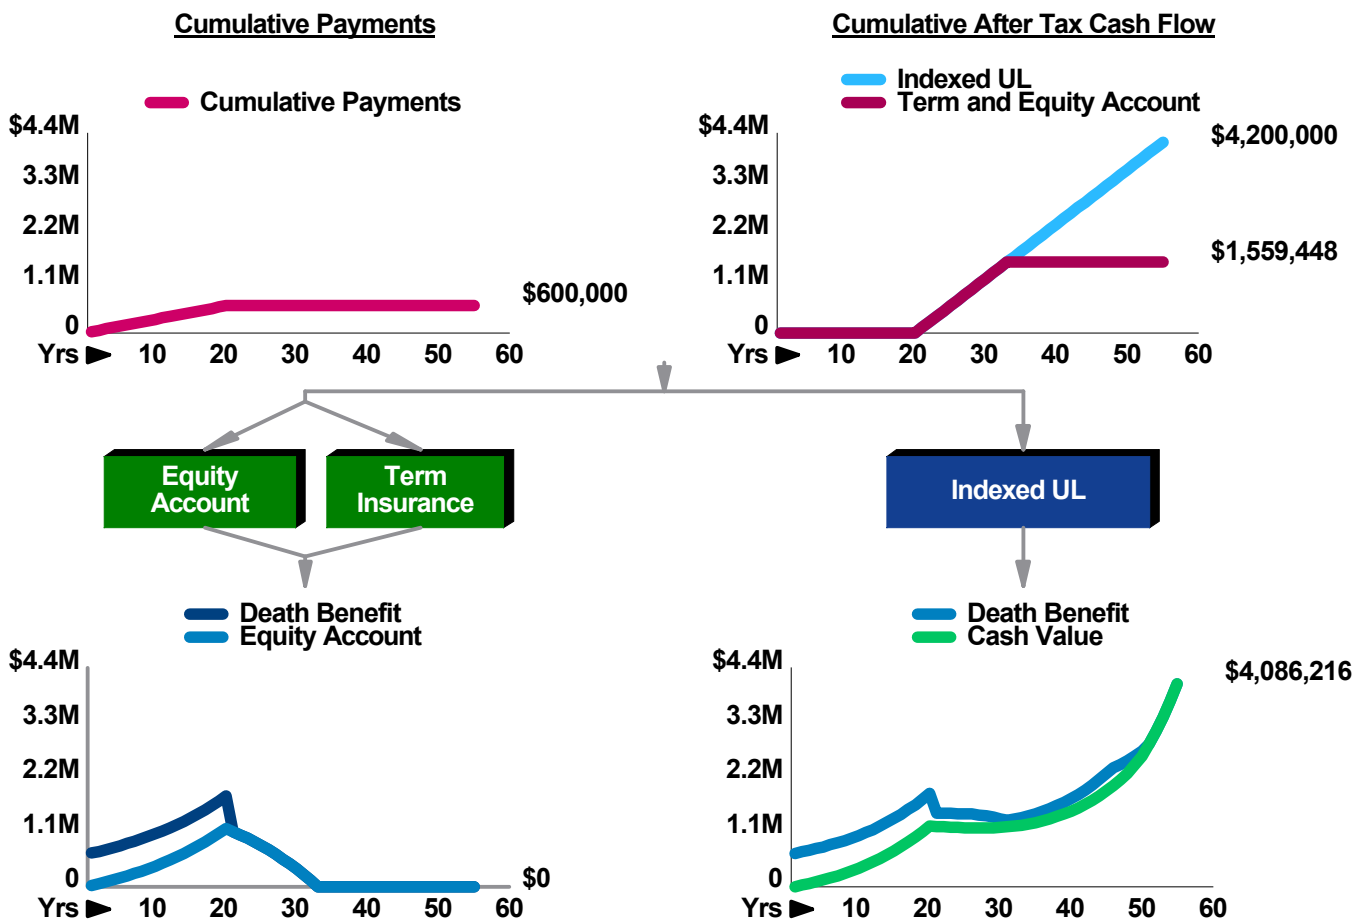 Cumulative Payments
Cumulative Payments
$4.4M
3.3M
2.2M
1.1M
0
$600,000
Yrs 10 20 30 40 50 60
Cumulative After Tax Cash Flow
Indexed UL
Term and Equity Account
$4.4M
3.3M
2.2M
1.1M
0
$4,200,000
$1,559,448
Yrs 10 20 30 40 50 60
Equity
Account
Term
Insurance
Indexed UL
Death Benefit
Equity Account
$4.4M
3.3M
2.2M
1.1M
0
$0
Yrs 10 20 30 40 50 60
Death Benefit
Cash Value
$4.4M
3.3M
2.2M
1.1M
0
$4,086,216
Yrs 10 20 30 40 50 60